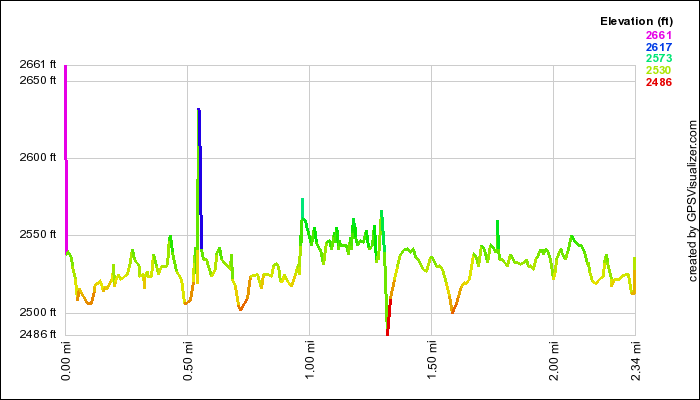 Elevation (ft)
2661
2617
2573
2530
2486
2661 ft
2650 ft
2600 ft
2550 ft
2500 ft
2486 ft
0.00 mi
0.50 mi
1.00 mi
1.50 mi
2.00 mi
2.34 mi
created by GPSVisualizer.com